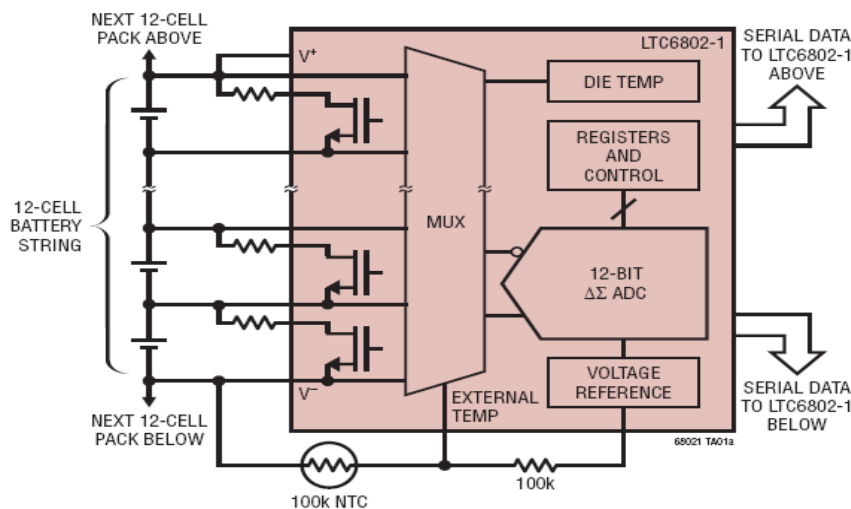 NEXT 12-CELL
PACK ABOVE
V+
LTC6802-1
SERIAL DATA
TO LTC6802-1
ABOVE
DIE TEMP
REGISTERS
AND
CONTROL
12-CELL
BATTERY
STRING
MUX
12-BIT
ΔΣ ADC
VOLTAGE
REFERENCE
V−
EXTERNAL
TEMP
NEXT 12-CELL
PACK BELOW
SERIAL DATA
TO LTC6802-1
BELOW
68021 TA01a
100k NTC
100k